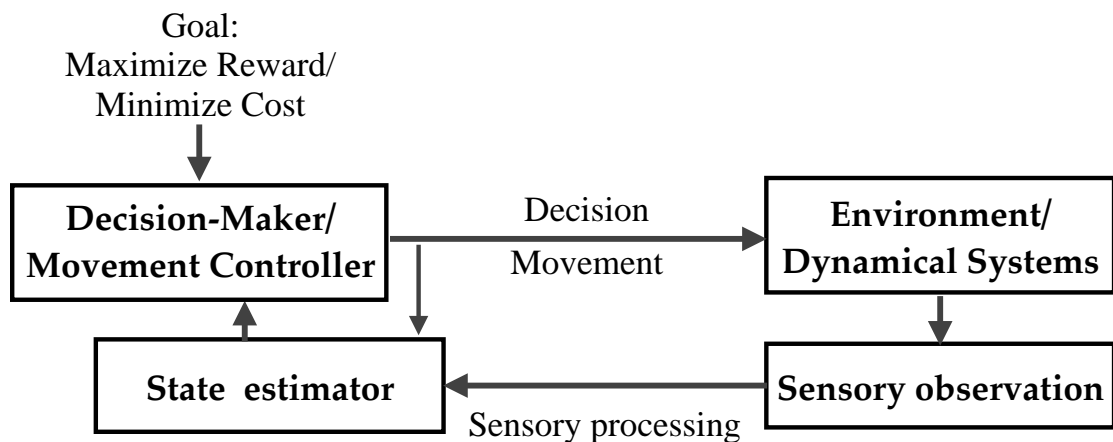 Goal:
Maximize Reward/
Minimize Cost
Decision-Maker/
Movement Controller
Decision
Movement
Environment/
Dynamical Systems
State estimator
Sensory processing
Sensory observation